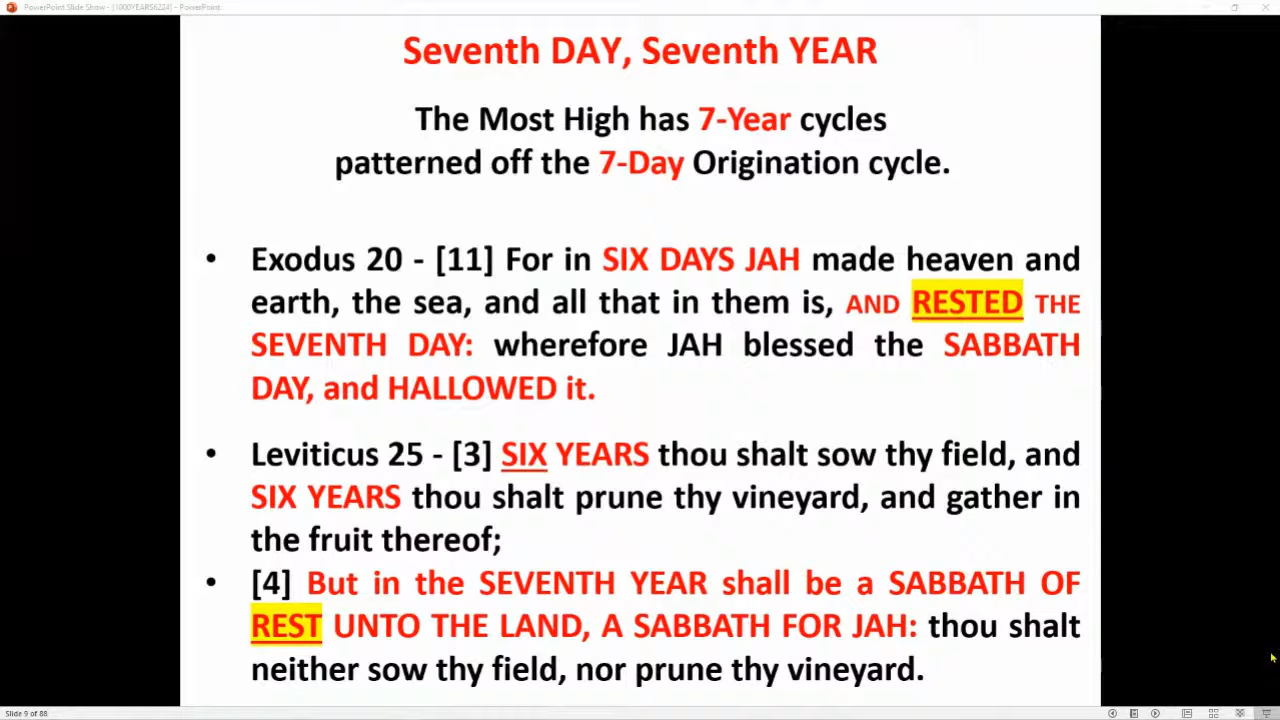 PowerPoint Slide Show - [1000YEARS6224] - PowerPoint
Seventh DAY, Seventh YEAR
The Most High has 7-Year cycles
patterned off the 7-Day Origination cycle.
• Exodus 20 - [11] For in SIX DAYS JAH made heaven and
earth, the sea, and all that in them is, AND RESTED THE
SEVENTH DAY: wherefore JAH blessed the SABBATH
DAY, and HALLOWED it.
• Leviticus 25 - [3] SIX YEARS thou shalt sow thy field, and
SIX YEARS thou shalt prune thy vineyard, and gather in
the fruit thereof;
• [4] But in the SEVENTH YEAR shall be a SABBATH OF
REST UNTO THE LAND, A SABBATH FOR JAH: thou shalt
neither sow thy field, nor prune thy vineyard.
Slide 9 of 88